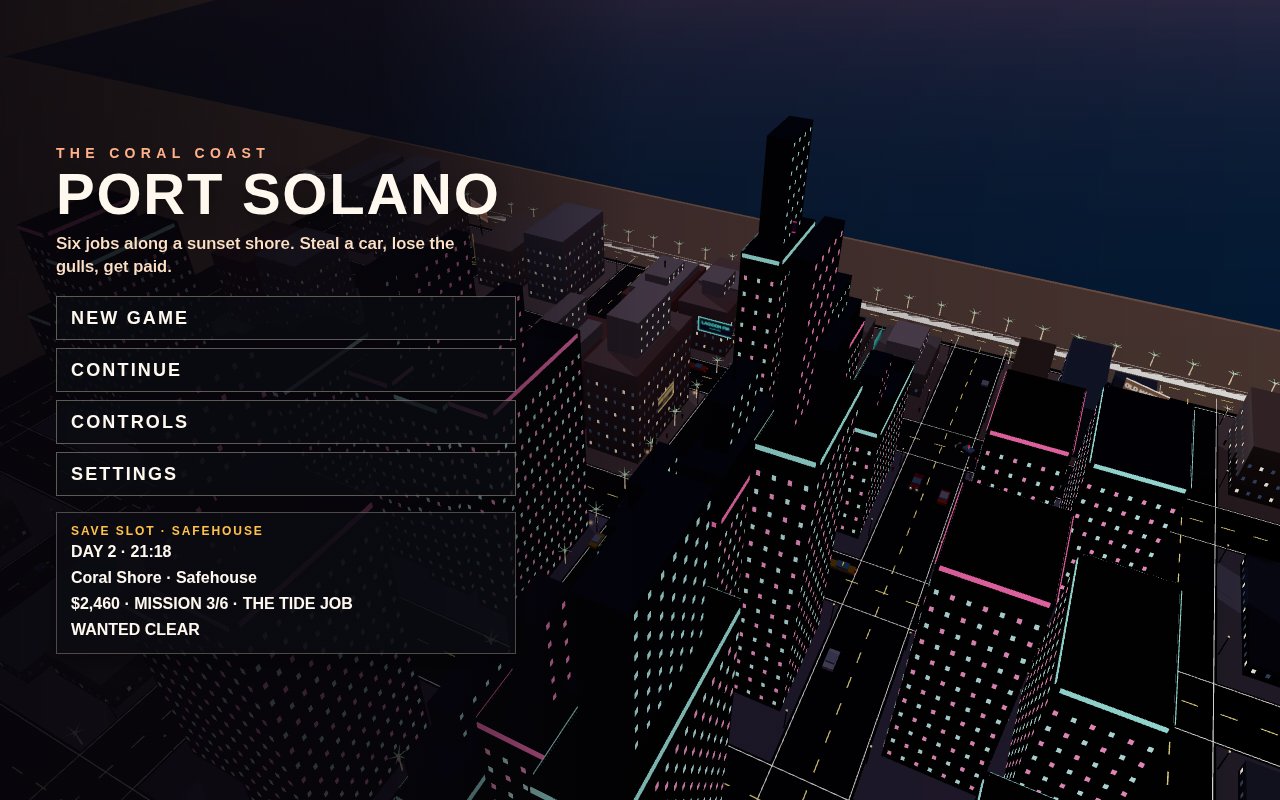 THE CORAL COAST
PORT SOLANO
Six jobs along a sunset shore. Steal a car, lose the
gulls, get paid.
NEW GAME
CONTINUE
CONTROLS
SETTINGS
SAVE SLOT · SAFEHOUSE
DAY 2 · 21:18
Coral Shore · Safehouse
$2,460 · MISSION 3/6 · THE TIDE JOB
WANTED CLEAR